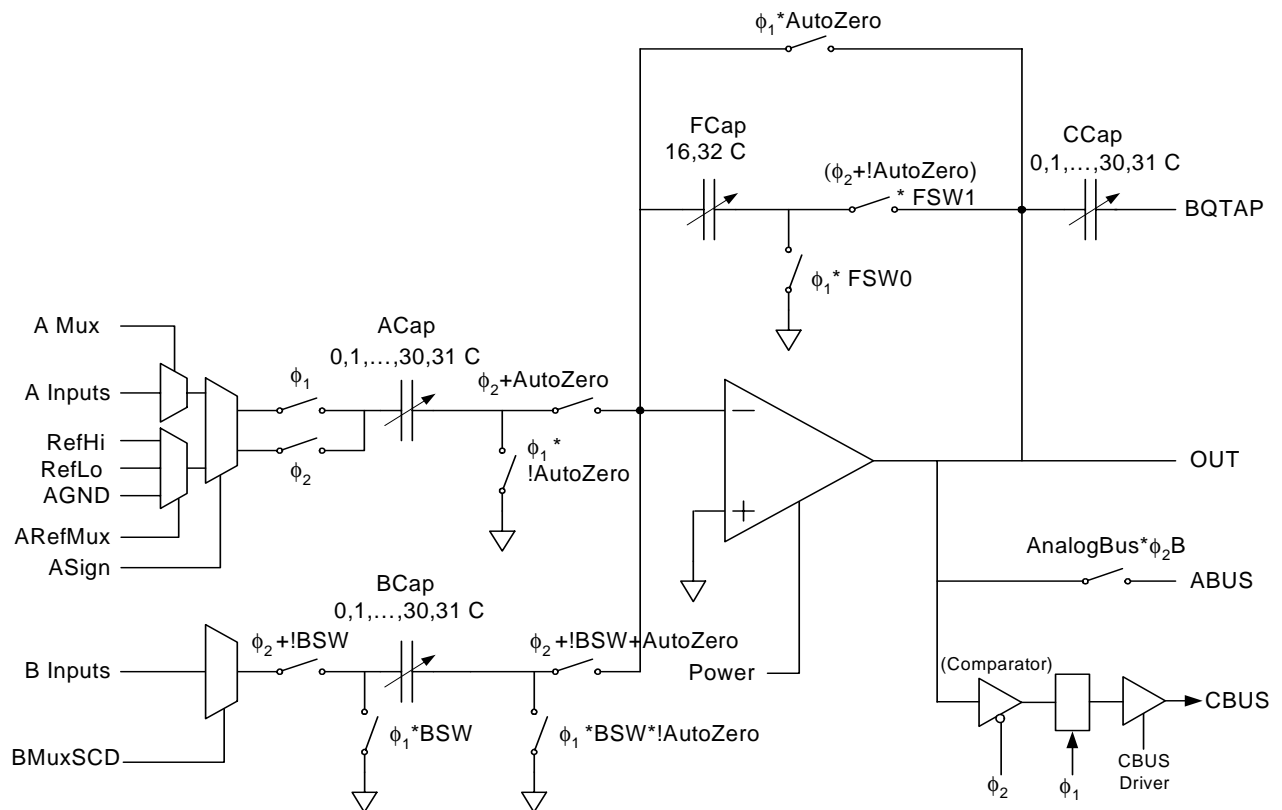 ϕ1*AutoZero
FCap
16,32 C
(ϕ2+!AutoZero)
* FSW1
CCap
0,1,…,30,31 C
BQTAP
ϕ1* FSW0
A Mux
A Inputs
RefHi
RefLo
AGND
ARefMux
ASign
ϕ1
ϕ2
ACap
0,1,…,30,31 C
ϕ2+AutoZero
ϕ1*
!AutoZero
−
+
OUT
AnalogBus*ϕ2B
ABUS
BCap
0,1,…,30,31 C
B Inputs
ϕ2+!BSW
ϕ2+!BSW+AutoZero
Power
(Comparator)
CBUS
BMuxSCD
ϕ1*BSW
ϕ1*BSW*!AutoZero
ϕ2
ϕ1
CBUS
Driver